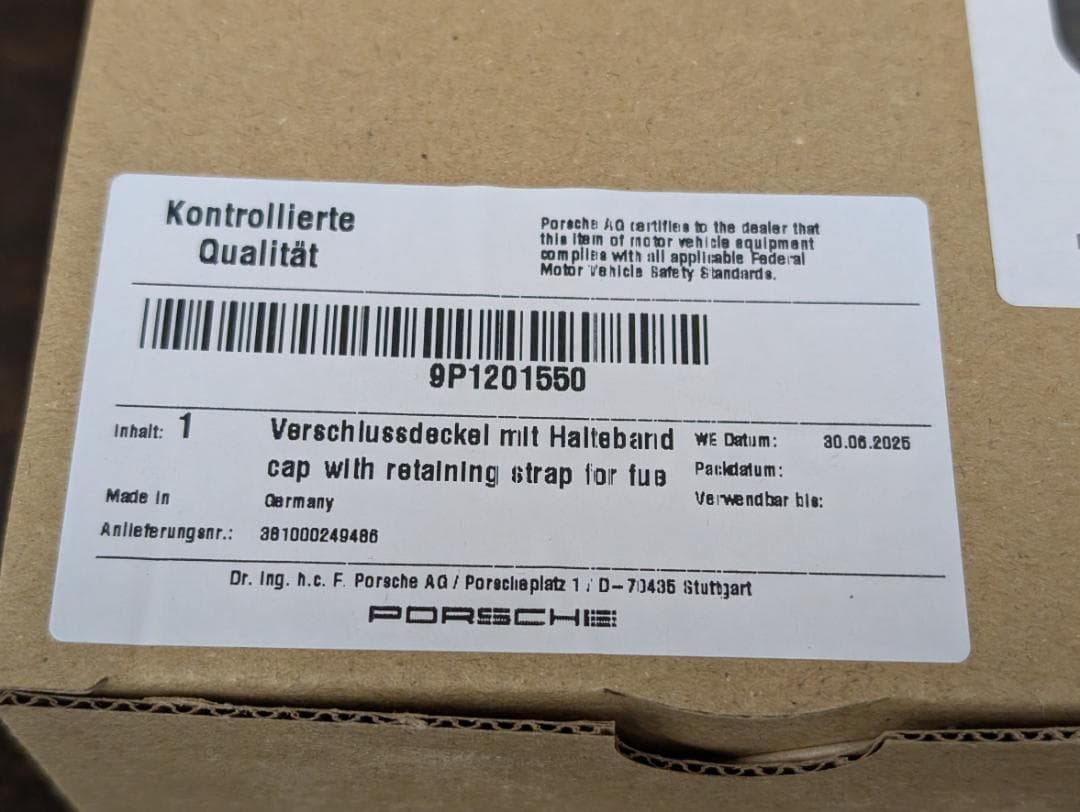 Kontrollierte
Qualität
Porsche AG certifies to the dealer that
this item of motor vehicle equipment
complies with all applicable Federal
Motor Vehicle Safety Standards.
9P1201550
Inhalt: 1
Verschlussdeckel mit Halteband
cap with retaining strap for fue
WE Datum: 30.06.2025
Packdatum:
Verwendbar bis:
Made in Germany
Anlieferungsnr.: 381000249486
Dr. Ing. h.c. F. Porsche AG / Porscheplatz 1 / D-70435 Stuttgart
PORSCHE